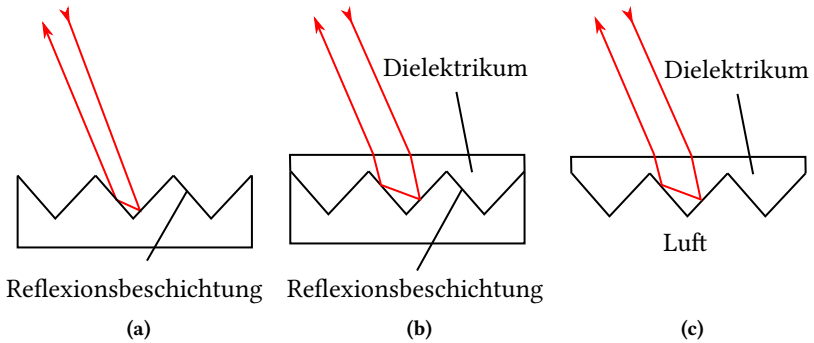 Dielektrikum
Dielektrikum
Luft
Reflexionsbeschichtung
Reflexionsbeschichtung
(a)
(b)
(c)